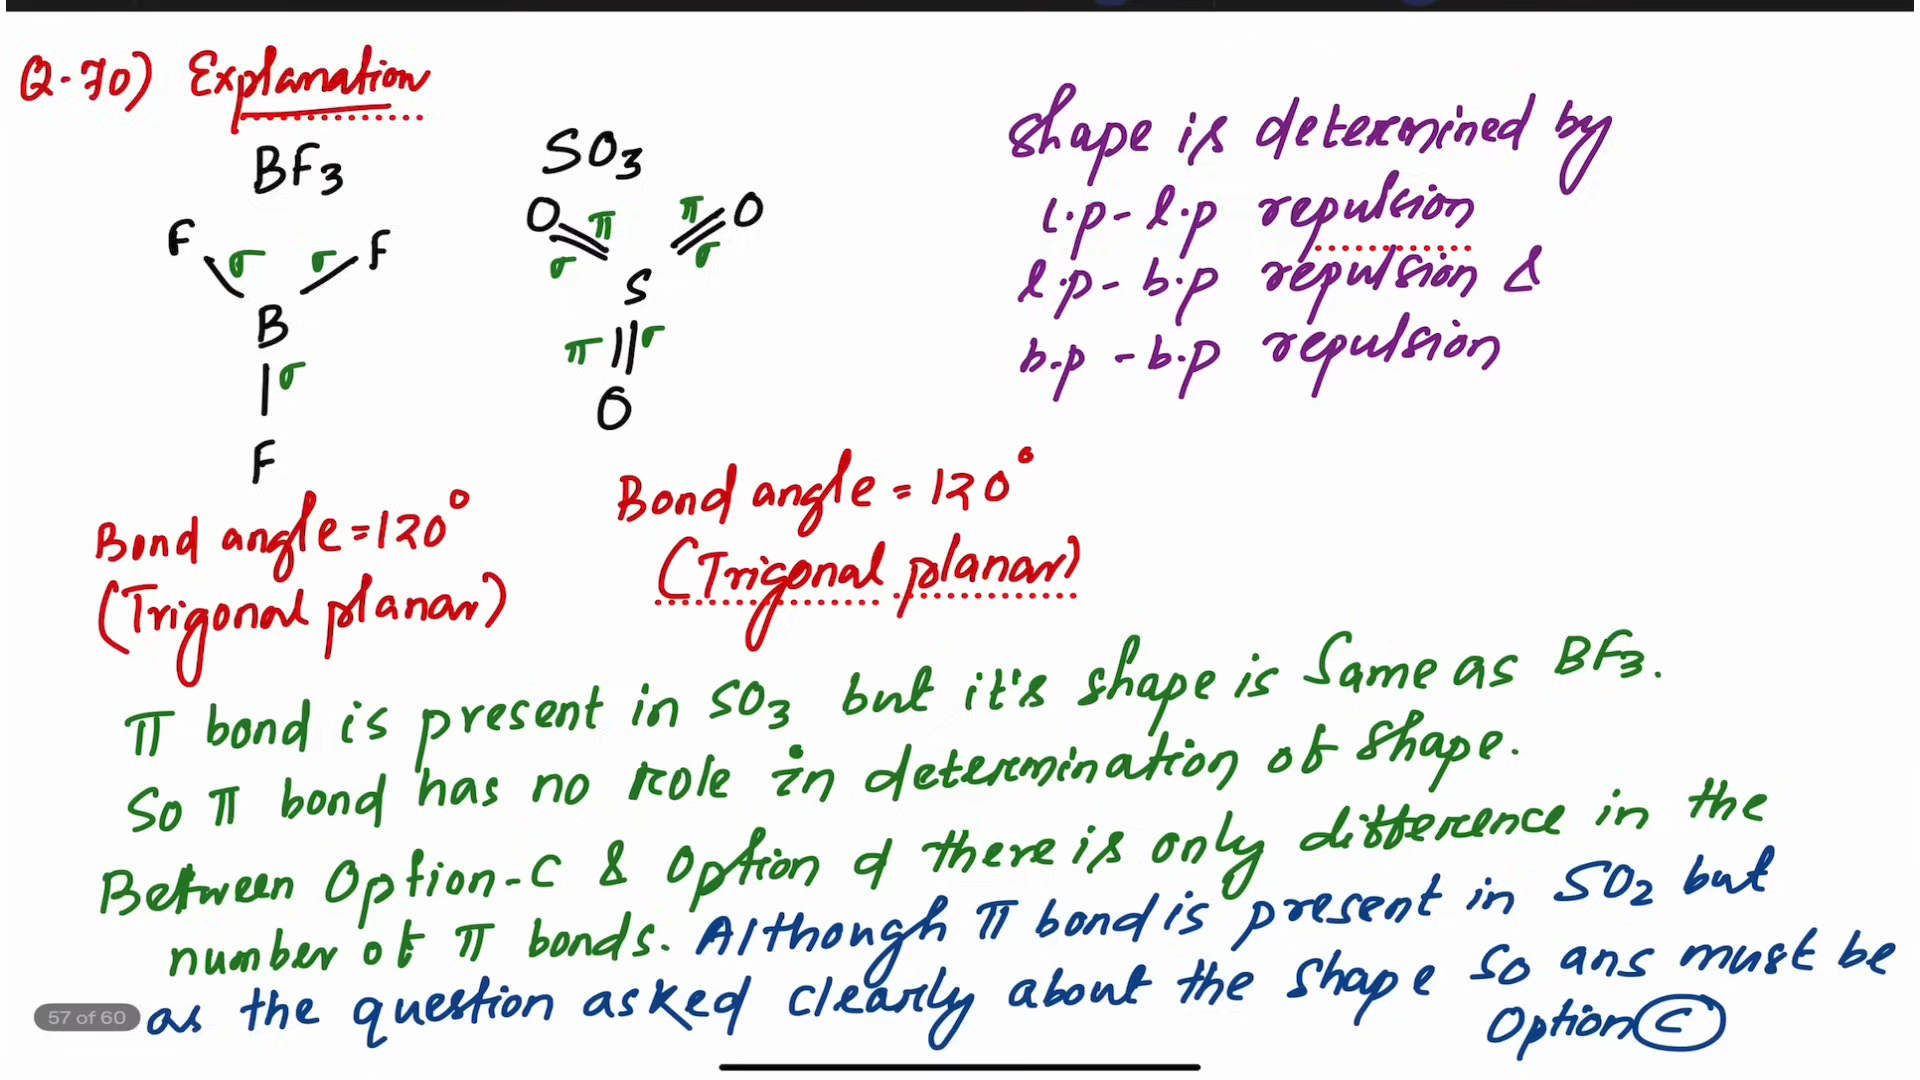 Q-70) Explanation
BF3
F σ σ F
B
σ
F
Bond angle = 120°
(Trigonal planar)
SO3
O π π O
σ σ
S
π σ
O
Bond angle = 120°
(Trigonal planar)
shape is determined by
l.p - l.p repulsion
l.p - b.p repulsion &
b.p - b.p repulsion
π bond is present in SO3 but it's shape is same as BF3.
So π bond has no role in determination of shape.
Between Option-C & option d there is only difference in the
number of π bonds. Although π bond is present in SO2 but
as the question asked clearly about the shape so ans must be
Option C
57 of 60